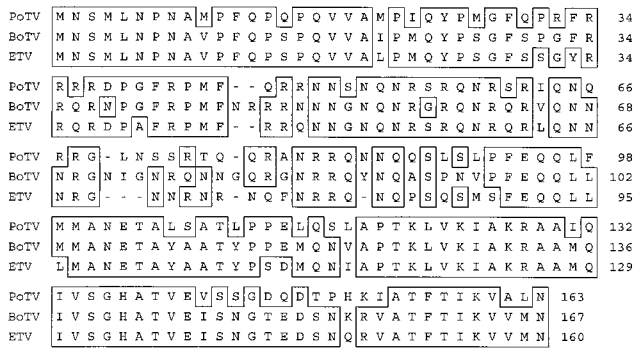 PoTV M N S M L N P N A M P F Q P Q P Q V V A M P I Q Y P M G F Q P R F R 34
BoTV M N S M L N P N A V P F Q P S P Q V V A I P M Q Y P S G F S P G F R 34
ETV M N S M L N P N A V P F Q P S P Q V V A L P M Q Y P S G F S S G Y R 34
PoTV R R R D P G F R P M F - - Q R R N N S N Q N R S R Q N R S R I Q N Q 66
BoTV R Q R N P G F R P M F N R R R N N N G N Q N R G R Q N R Q R V Q N N 68
ETV R Q R D P A F R P M F - - R R Q N N G N Q N R S R Q N R Q R L Q N N 66
PoTV R R G - L N S S R T Q - Q R A N R R Q N N Q Q S L S L P F E Q Q L F 98
BoTV N R G N I G N R Q N N G Q R G N R R Q Y N Q A S P N V P F E Q Q L L 102
ETV N R G - - - N N R N R - N Q F N R R Q N - Q P S Q S M S F E Q Q L L 95
PoTV M M A N E T A L S A T L P P E L Q S L A P T K L V K I A K R A A I Q 132
BoTV M M A N E T A Y A A T Y P P E M Q N V A P T K L V K I A K R A A M Q 136
ETV L M A N E T A Y A A T Y P S D M Q N I A P T K L V K I A K R A A M Q 129
PoTV I V S G H A T V E V S S G D Q D T P H K I A T F T I K V A L N 163
BoTV I V S G H A T V E I S N G T E D S N K R V A T F T I K V V M N 167
ETV I V S G H A T V E I S N G T E D S N Q R V A T F T I K V V M N 160